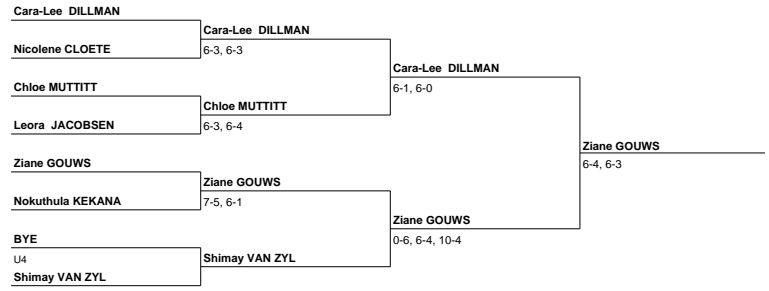 Cara-Lee DILLMAN
Cara-Lee DILLMAN
Nicolene CLOETE
6-3, 6-3
Cara-Lee DILLMAN
Chloe MUTTITT
6-1, 6-0
Chloe MUTTITT
Leora JACOBSEN
6-3, 6-4
Ziane GOUWS
Ziane GOUWS
6-4, 6-3
Ziane GOUWS
Nokuthula KEKANA
7-5, 6-1
Ziane GOUWS
BYE
0-6, 6-4, 10-4
U4
Shimay VAN ZYL
Shimay VAN ZYL